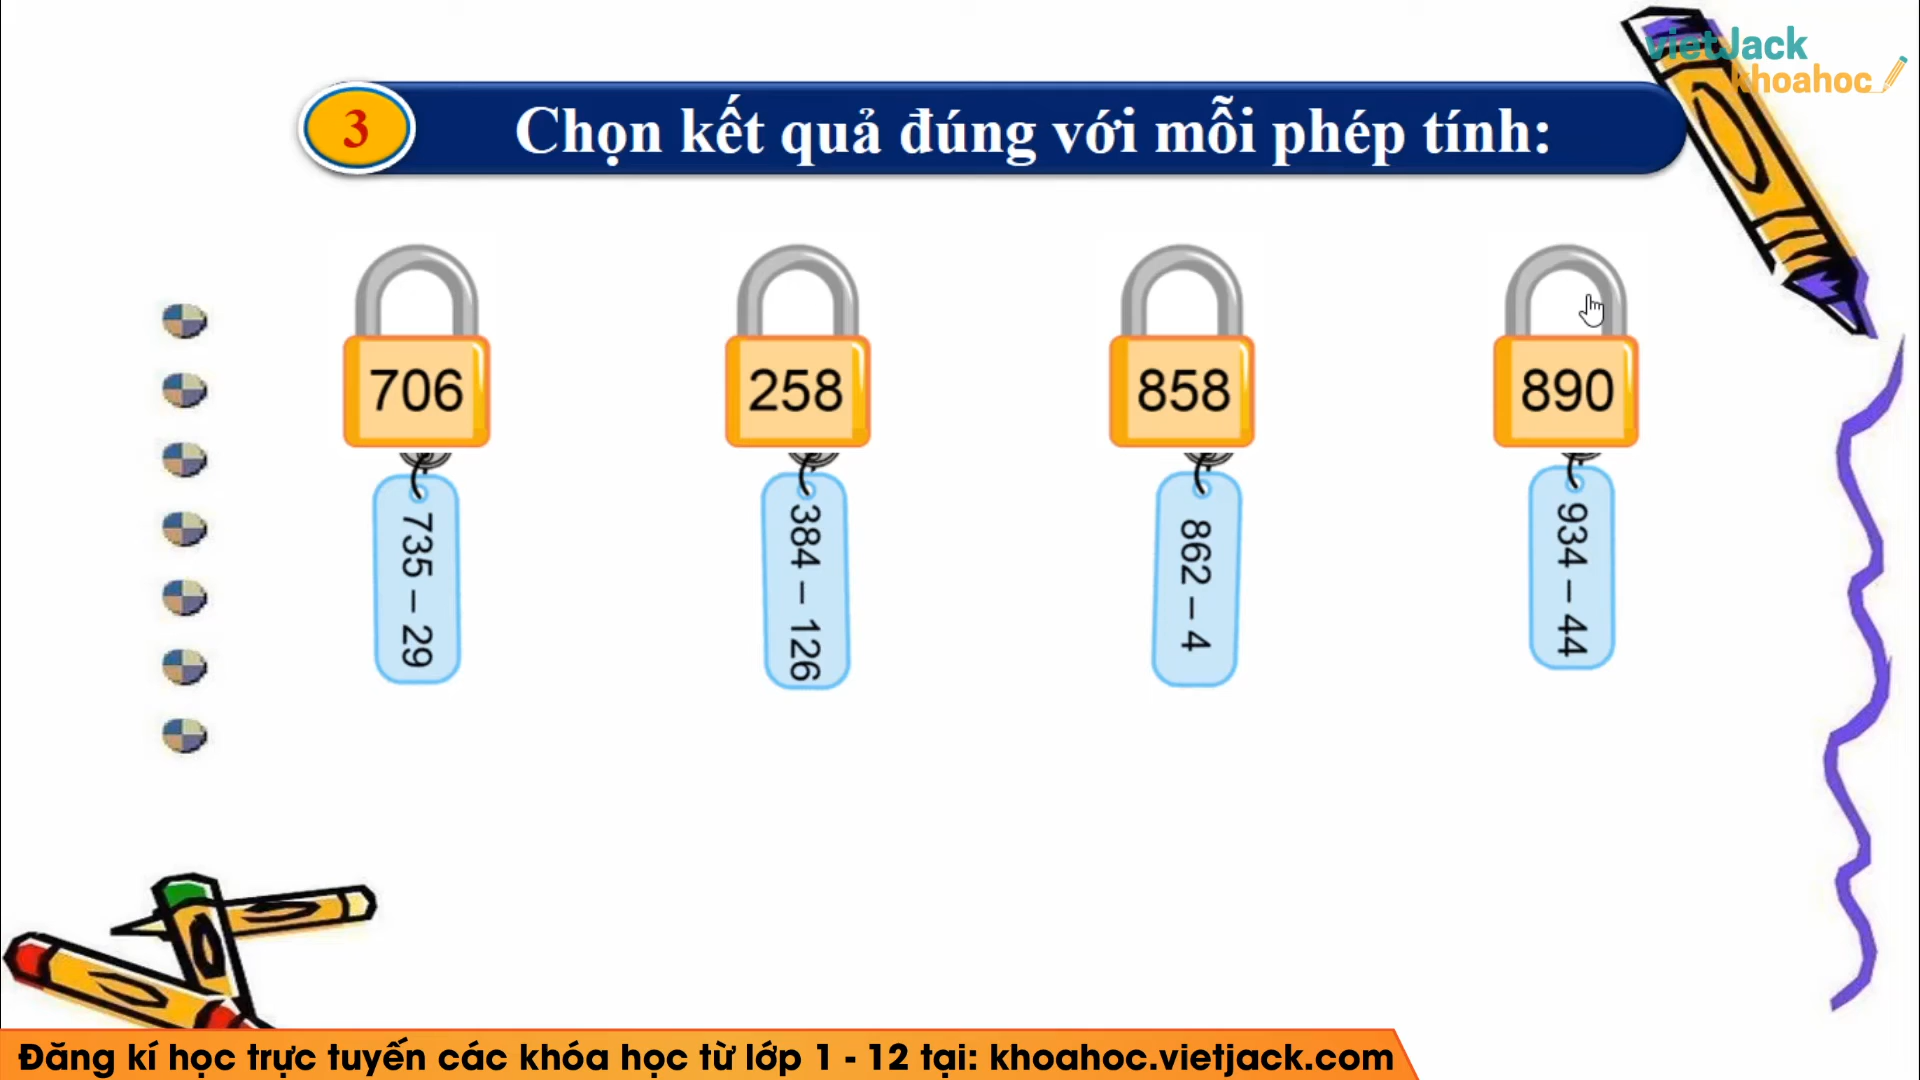 vietJack
khoahoc
3
Chọn kết quả đúng với mỗi phép tính:
706
258
858
890
735 – 29
384 – 126
862 – 4
934 – 44
Đăng kí học trực tuyến các khóa học từ lớp 1 - 12 tại: khoahoc.vietjack.com